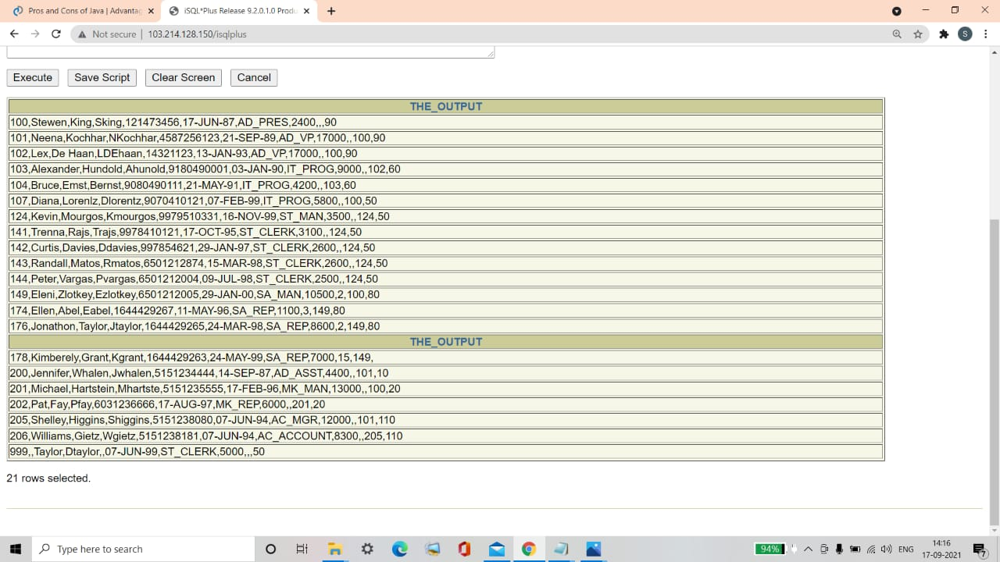 Pros and Cons of Java | Advantag
iSQL*Plus Release 9.2.0.1.0 Produ
Not secure | 103.214.128.150/isqlplus
S
Execute Save Script Clear Screen Cancel
THE_OUTPUT
100,Stewen,King,Sking,121473456,17-JUN-87,AD_PRES,2400,,,90
101,Neena,Kochhar,NKochhar,4587256123,21-SEP-89,AD_VP,17000,,100,90
102,Lex,De Haan,LDEhaan,14321123,13-JAN-93,AD_VP,17000,,100,90
103,Alexander,Hundold,Ahunold,9180490001,03-JAN-90,IT_PROG,9000,,102,60
104,Bruce,Emst,Bernst,9080490111,21-MAY-91,IT_PROG,4200,,103,60
107,Diana,Lorenlz,Dlorentz,9070410121,07-FEB-99,IT_PROG,5800,,100,50
124,Kevin,Mourgos,Kmourgos,9979510331,16-NOV-99,ST_MAN,3500,,124,50
141,Trenna,Rajs,Trajs,9978410121,17-OCT-95,ST_CLERK,3100,,124,50
142,Curtis,Davies,Ddavies,997854621,29-JAN-97,ST_CLERK,2600,,124,50
143,Randall,Matos,Rmatos,6501212874,15-MAR-98,ST_CLERK,2600,,124,50
144,Peter,Vargas,Pvargas,6501212004,09-JUL-98,ST_CLERK,2500,,124,50
149,Eleni,Zlotkey,Ezlotkey,6501212005,29-JAN-00,SA_MAN,10500,2,100,80
174,Ellen,Abel,Eabel,1644429267,11-MAY-96,SA_REP,1100,3,149,80
176,Jonathon,Taylor,Jtaylor,1644429265,24-MAR-98,SA_REP,8600,2,149,80
THE_OUTPUT
178,Kimberely,Grant,Kgrant,1644429263,24-MAY-99,SA_REP,7000,15,149,
200,Jennifer,Whalen,Jwhalen,5151234444,14-SEP-87,AD_ASST,4400,,101,10
201,Michael,Hartstein,Mhartste,5151235555,17-FEB-96,MK_MAN,13000,,100,20
202,Pat,Fay,Pfay,6031236666,17-AUG-97,MK_REP,6000,,201,20
205,Shelley,Higgins,Shiggins,5151238080,07-JUN-94,AC_MGR,12000,,101,110
206,Williams,Gietz,Wgietz,5151238181,07-JUN-94,AC_ACCOUNT,8300,,205,110
999,,Taylor,Dtaylor,,07-JUN-99,ST_CLERK,5000,,,50
21 rows selected.
Type here to search
94%
ENG
14:16
17-09-2021
7